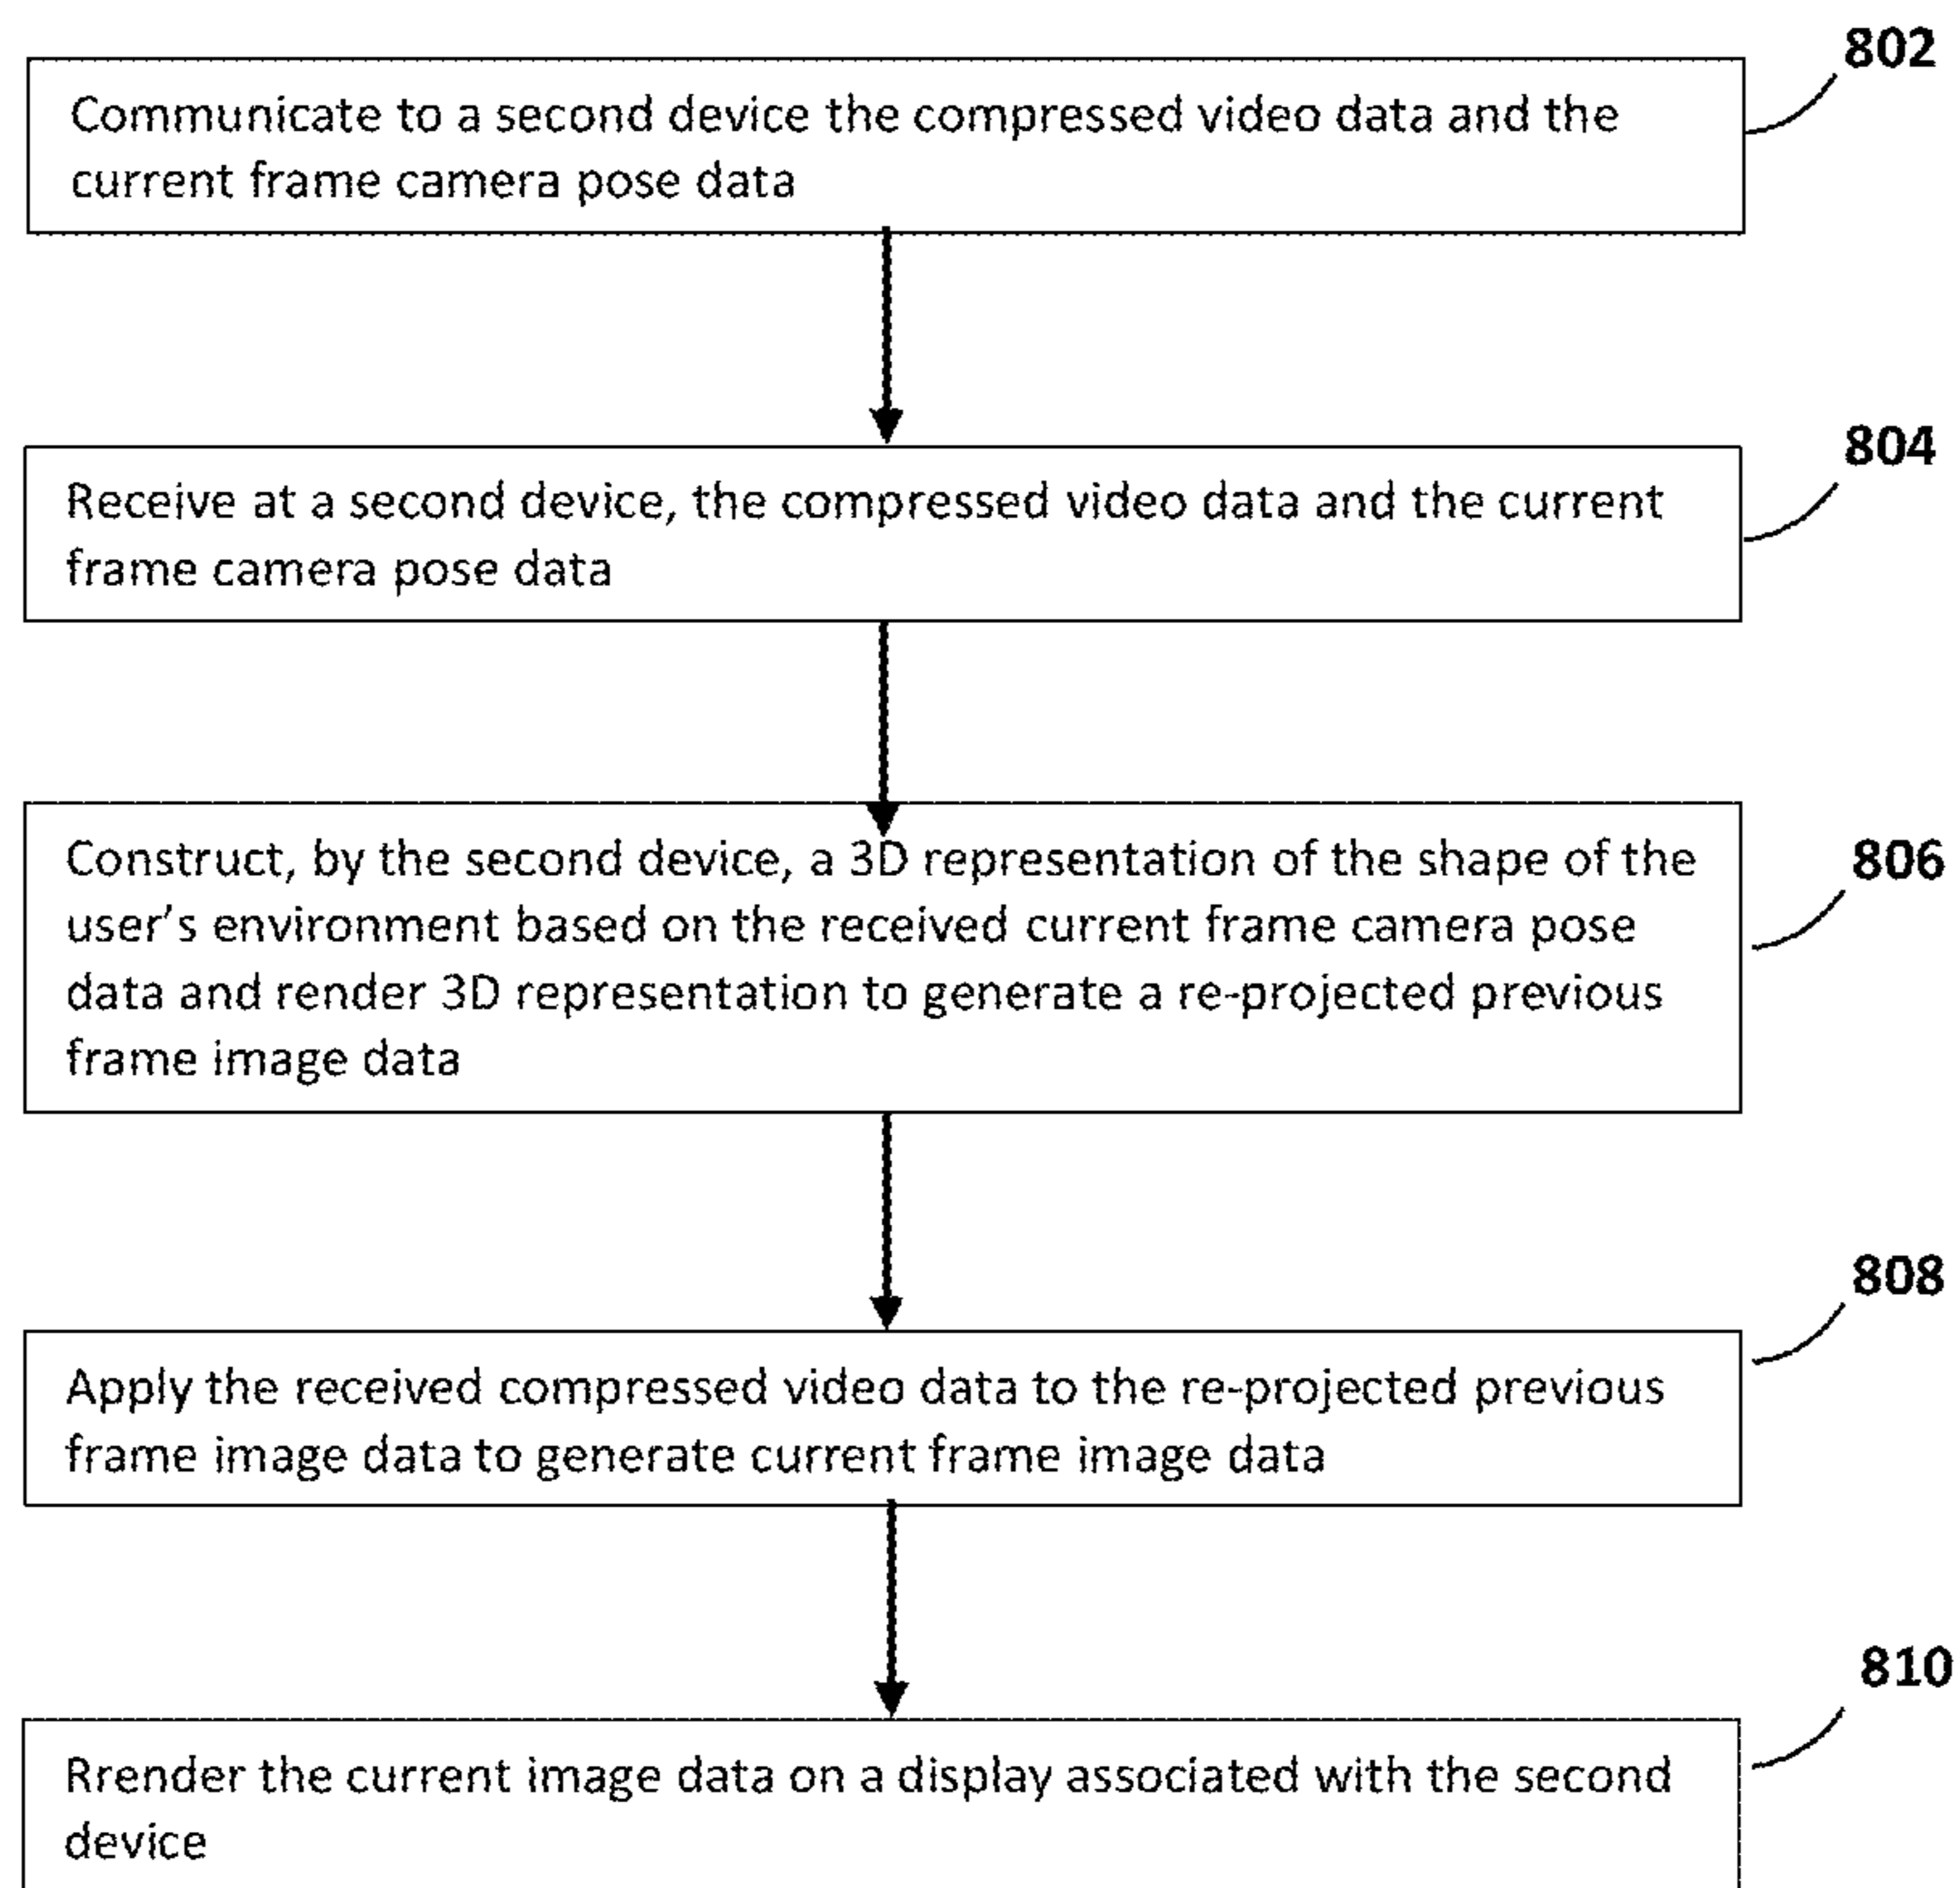 802
Communicate to a second device the compressed video data and the
current frame camera pose data
804
Receive at a second device, the compressed video data and the current
frame camera pose data
806
Construct, by the second device, a 3D representation of the shape of the
user's environment based on the received current frame camera pose
data and render 3D representation to generate a re-projected previous
frame image data
808
Apply the received compressed video data to the re-projected previous
frame image data to generate current frame image data
810
Rrender the current image data on a display associated with the second
device